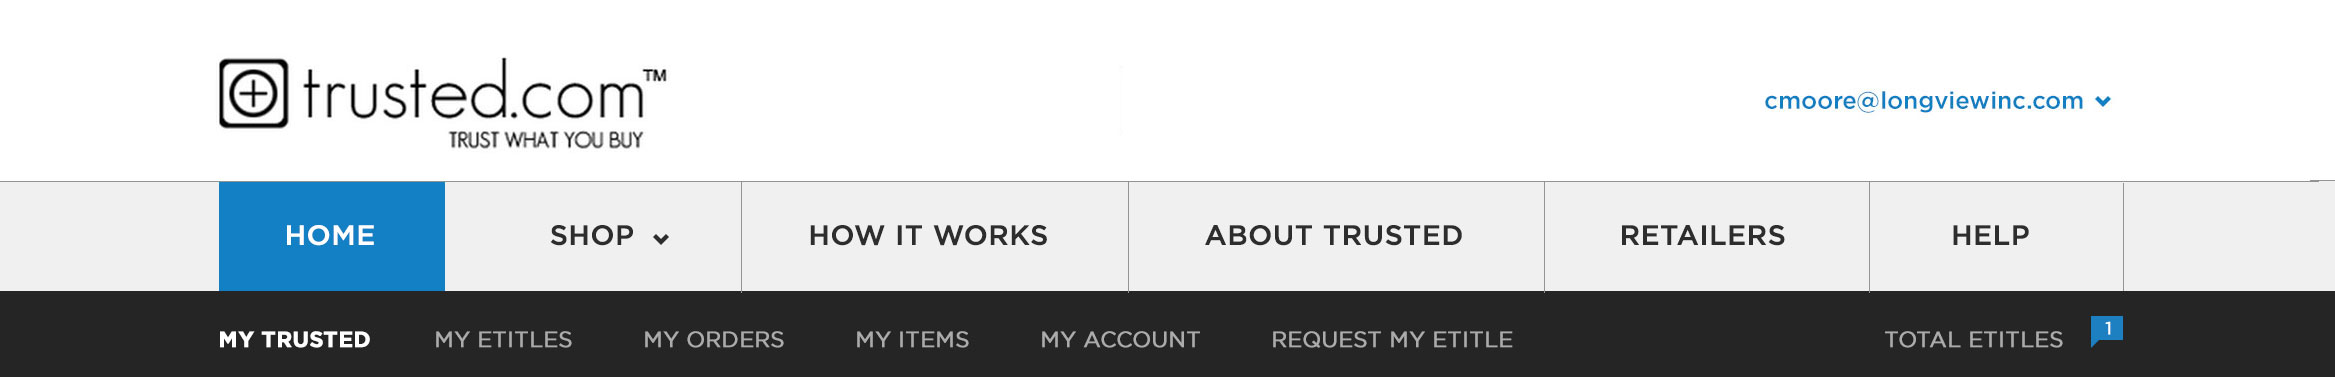 trusted.com™
TRUST WHAT YOU BUY
cmoore@longviewinc.com
HOME SHOP HOW IT WORKS ABOUT TRUSTED RETAILERS HELP
MY TRUSTED MY ETITLES MY ORDERS MY ITEMS MY ACCOUNT REQUEST MY ETITLE TOTAL ETITLES 1